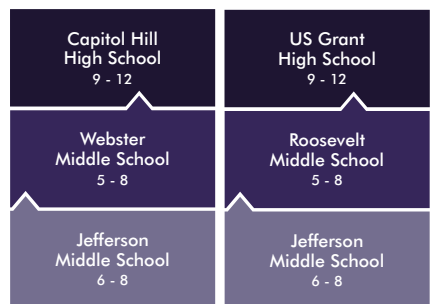 Capitol Hill
High School
9 - 12
Webster
Middle School
5 - 8
Jefferson
Middle School
6 - 8
US Grant
High School
9 - 12
Roosevelt
Middle School
5 - 8
Jefferson
Middle School
6 - 8